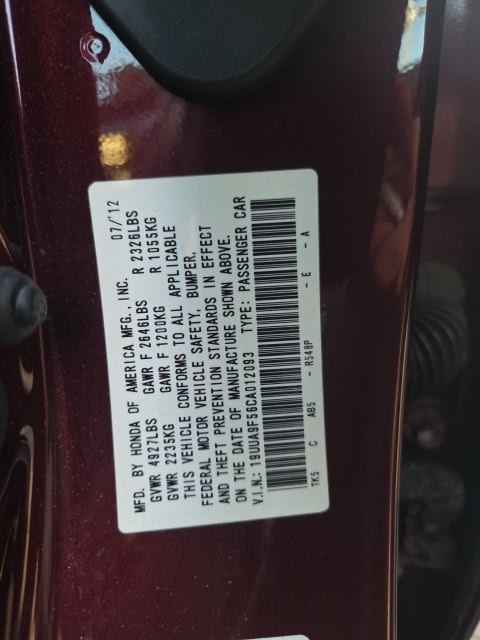 MFD. BY HONDA OF AMERICA MFG. INC. 07/12
GVWR 4927LBS GAWR F 2646LBS R 2326LBS
GVWR 2235KG GAWR F 1200KG R 1055KG
THIS VEHICLE CONFORMS TO ALL APPLICABLE
FEDERAL MOTOR VEHICLE SAFETY, BUMPER,
AND THEFT PREVENTION STANDARDS IN EFFECT
ON THE DATE OF MANUFACTURE SHOWN ABOVE.
V.I.N.: 19UUA9F56CA012093 TYPE: PASSENGER CAR
TK5 C AB5 - R548P - E - A